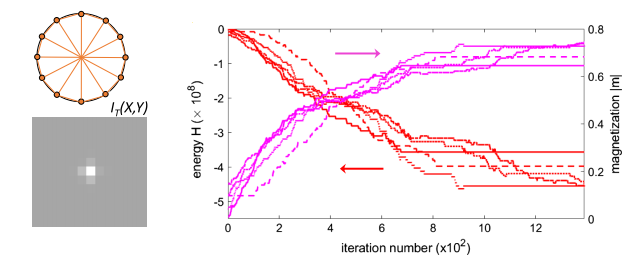 I_T(X,Y)
energy H (× 10^8)
0
-1
-2
-3
-4
-5
0.8
0.6
0.4
0.2
0
magnetization |m|
0 2 4 6 8 10 12
iteration number (x10^2)